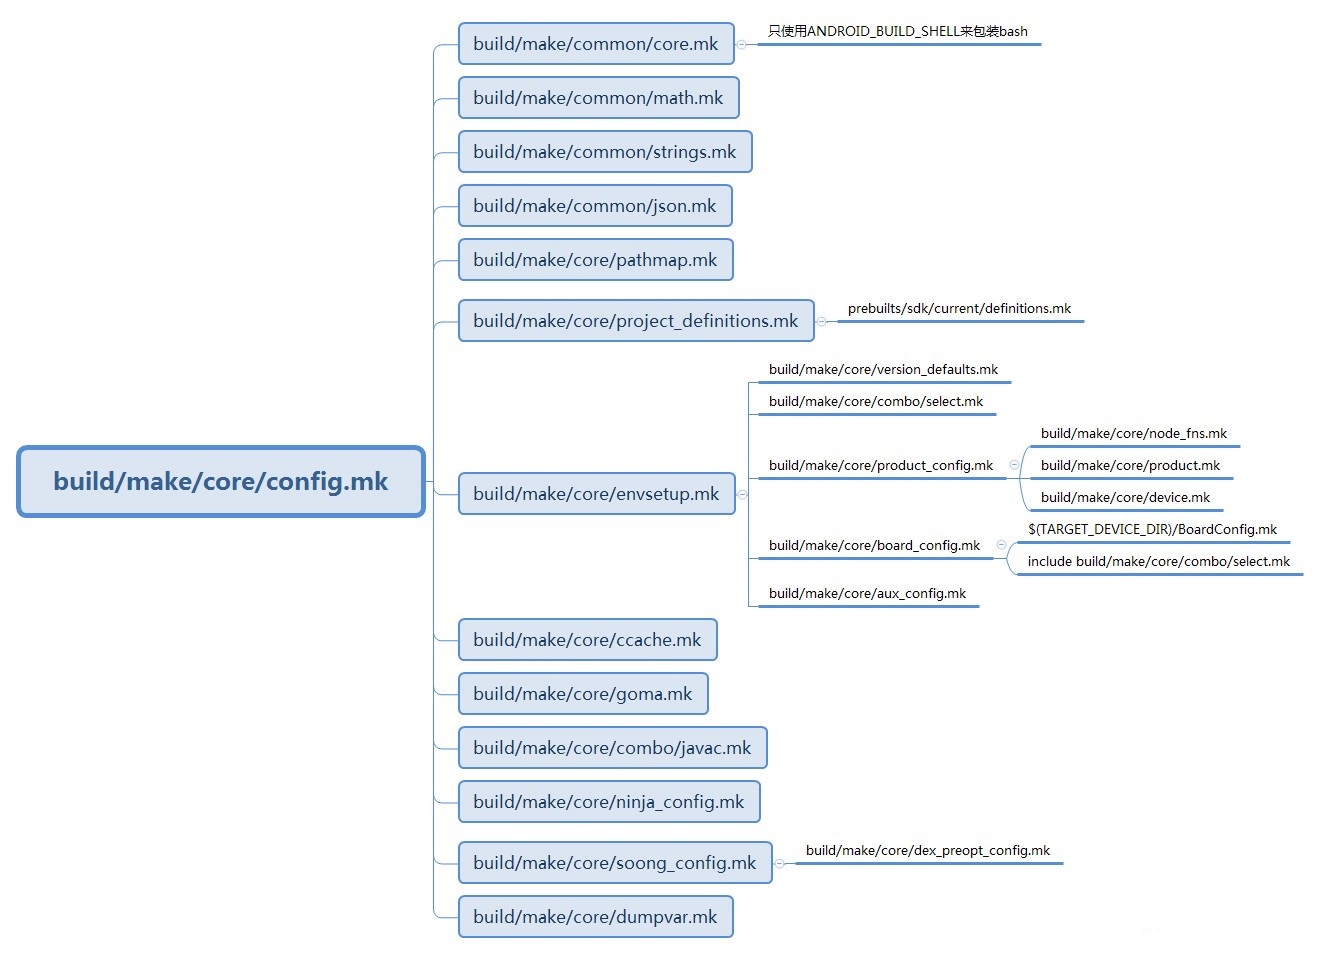 build/make/core/config.mk
build/make/common/core.mk
只使用ANDROID_BUILD_SHELL来包装bash
build/make/common/math.mk
build/make/common/strings.mk
build/make/common/json.mk
build/make/core/pathmap.mk
build/make/core/project_definitions.mk
prebuilts/sdk/current/definitions.mk
build/make/core/envsetup.mk
build/make/core/version_defaults.mk
build/make/core/combo/select.mk
build/make/core/product_config.mk
build/make/core/node_fns.mk
build/make/core/product.mk
build/make/core/device.mk
build/make/core/board_config.mk
$(TARGET_DEVICE_DIR)/BoardConfig.mk
include build/make/core/combo/select.mk
build/make/core/aux_config.mk
build/make/core/ccache.mk
build/make/core/goma.mk
build/make/core/combo/javac.mk
build/make/core/ninja_config.mk
build/make/core/soong_config.mk
build/make/core/dex_preopt_config.mk
build/make/core/dumpvar.mk